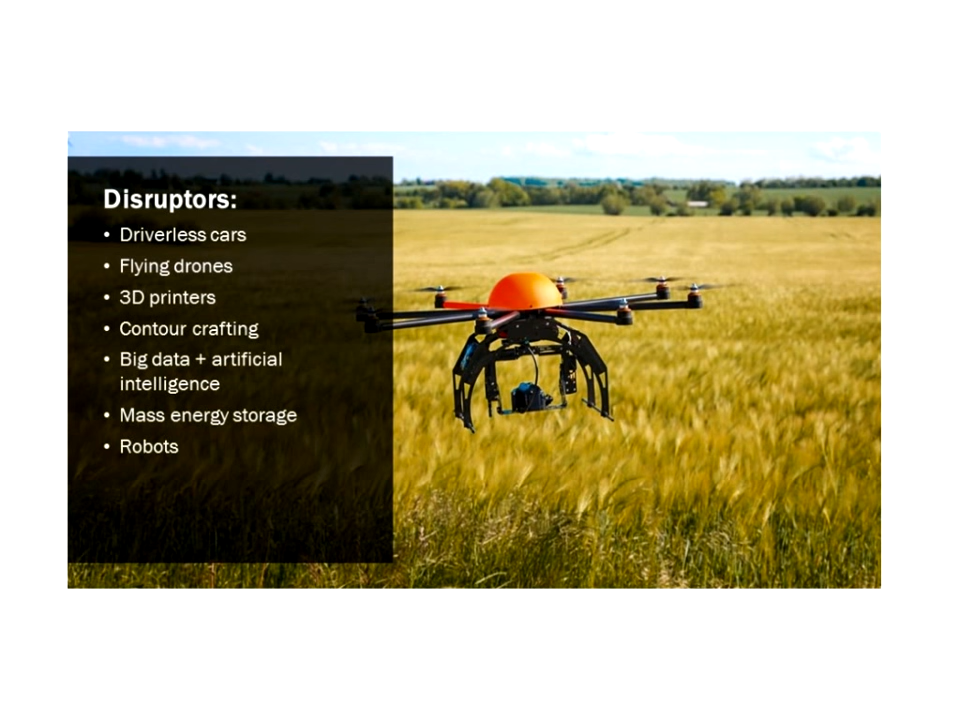 Disruptors:
• Driverless cars
• Flying drones
• 3D printers
• Contour crafting
• Big data + artificial
intelligence
• Mass energy storage
• Robots